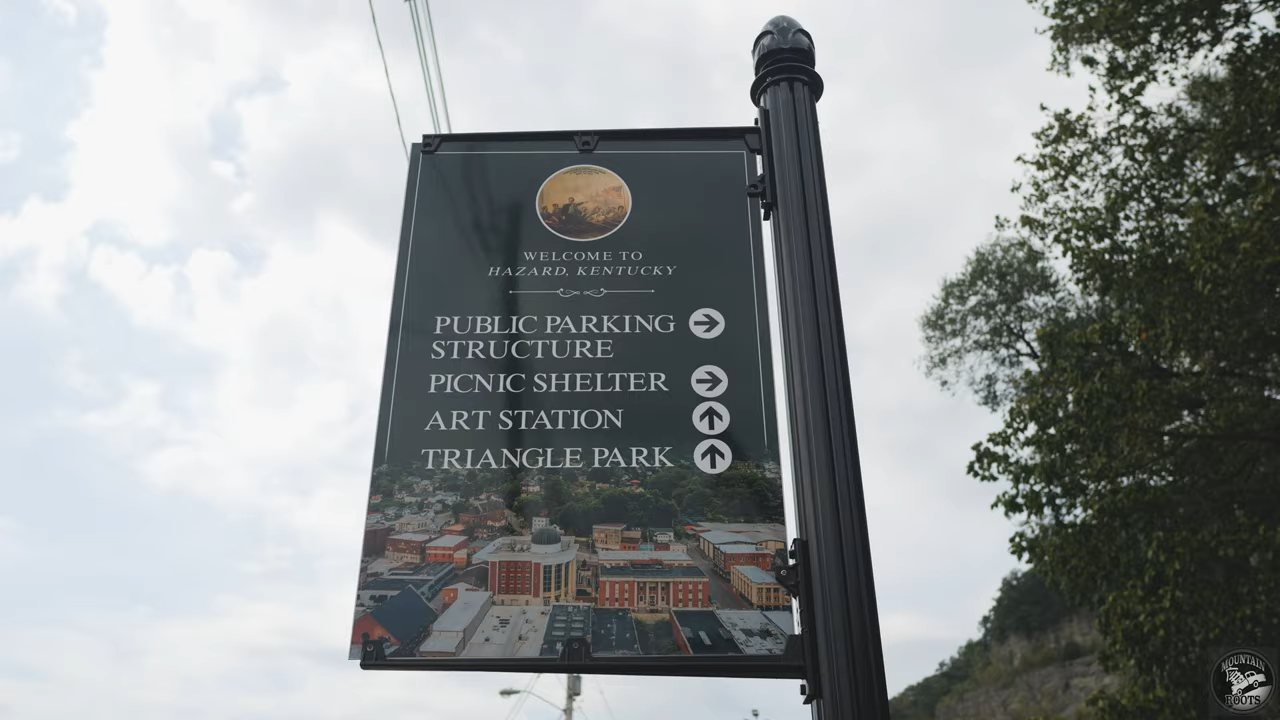 WELCOME TO
HAZARD, KENTUCKY
PUBLIC PARKING
STRUCTURE
PICNIC SHELTER
ART STATION
TRIANGLE PARK
MOUNTAIN
ROOTS